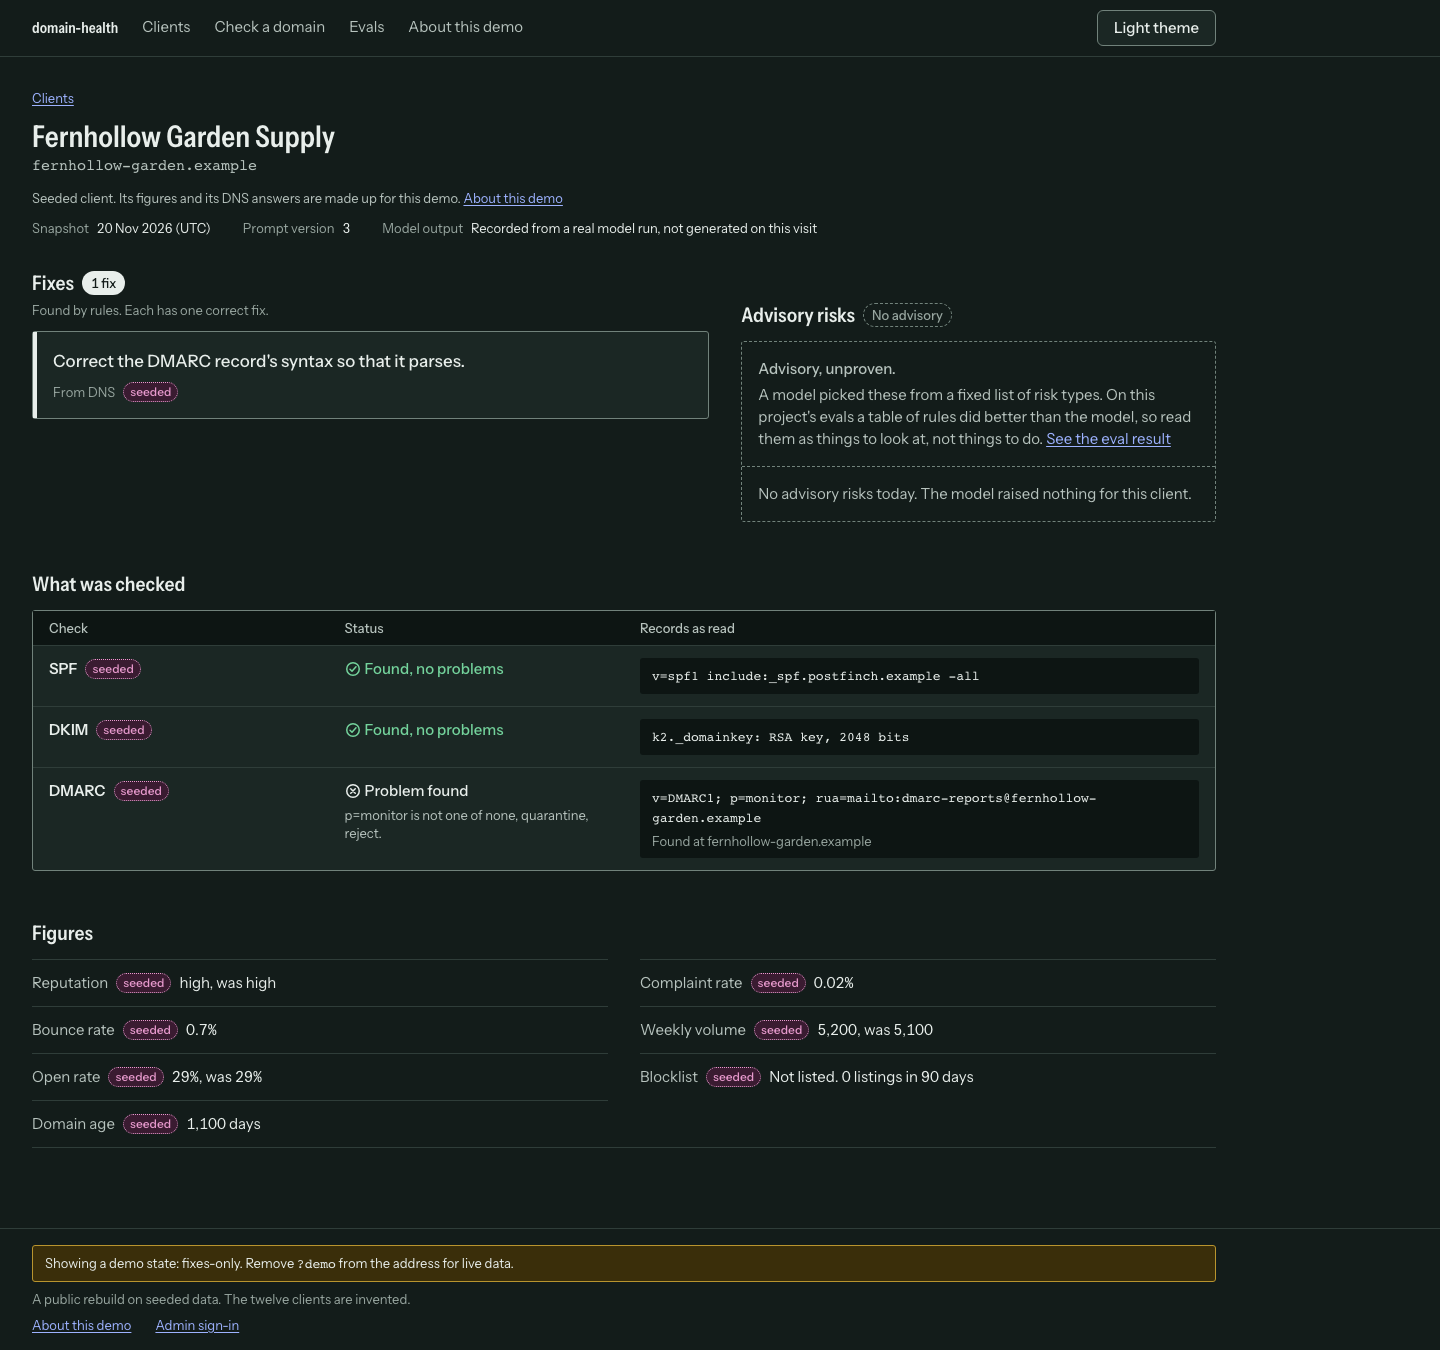 domain-health Clients Check a domain Evals About this demo Light theme
Clients
Fernhollow Garden Supply
fernhollow-garden.example
Seeded client. Its figures and its DNS answers are made up for this demo. About this demo
Snapshot 20 Nov 2026 (UTC) Prompt version 3 Model output Recorded from a real model run, not generated on this visit
Fixes 1 fix
Found by rules. Each has one correct fix.
Correct the DMARC record's syntax so that it parses.
From DNS seeded
Advisory risks No advisory
Advisory, unproven.
A model picked these from a fixed list of risk types. On this
project's evals a table of rules did better than the model, so read
them as things to look at, not things to do. See the eval result
No advisory risks today. The model raised nothing for this client.
What was checked
Check Status Records as read
SPF seeded Found, no problems v=spf1 include:_spf.postfinch.example -all
DKIM seeded Found, no problems k2._domainkey: RSA key, 2048 bits
DMARC seeded Problem found v=DMARC1; p=monitor; rua=mailto:dmarc-reports@fernhollow-
p=monitor is not one of none, quarantine, garden.example
reject. Found at fernhollow-garden.example
Figures
Reputation seeded high, was high Complaint rate seeded 0.02%
Bounce rate seeded 0.7% Weekly volume seeded 5,200, was 5,100
Open rate seeded 29%, was 29% Blocklist seeded Not listed. 0 listings in 90 days
Domain age seeded 1,100 days
Showing a demo state: fixes-only. Remove ?demo from the address for live data.
A public rebuild on seeded data. The twelve clients are invented.
About this demo Admin sign-in